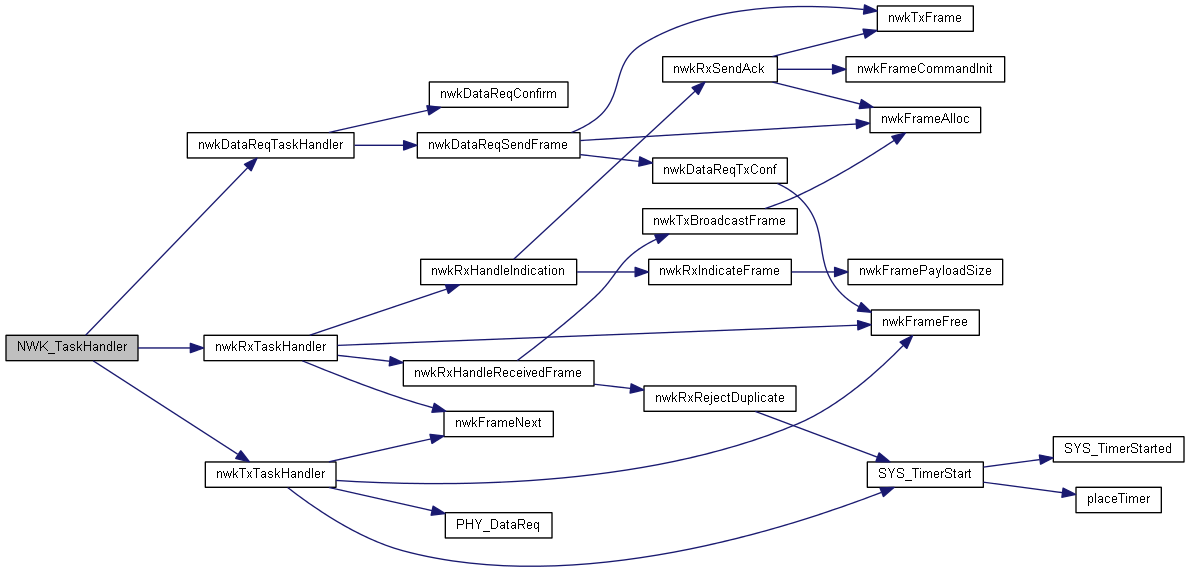 nwkTxFrame
nwkRxSendAck
nwkFrameCommandInit
nwkDataReqConfirm
nwkFrameAlloc
nwkDataReqTaskHandler
nwkDataReqSendFrame
nwkDataReqTxConf
nwkTxBroadcastFrame
nwkRxHandleIndication
nwkRxIndicateFrame
nwkFramePayloadSize
nwkFrameFree
NWK_TaskHandler
nwkRxTaskHandler
nwkRxHandleReceivedFrame
nwkRxRejectDuplicate
nwkFrameNext
SYS_TimerStarted
nwkTxTaskHandler
SYS_TimerStart
placeTimer
PHY_DataReq